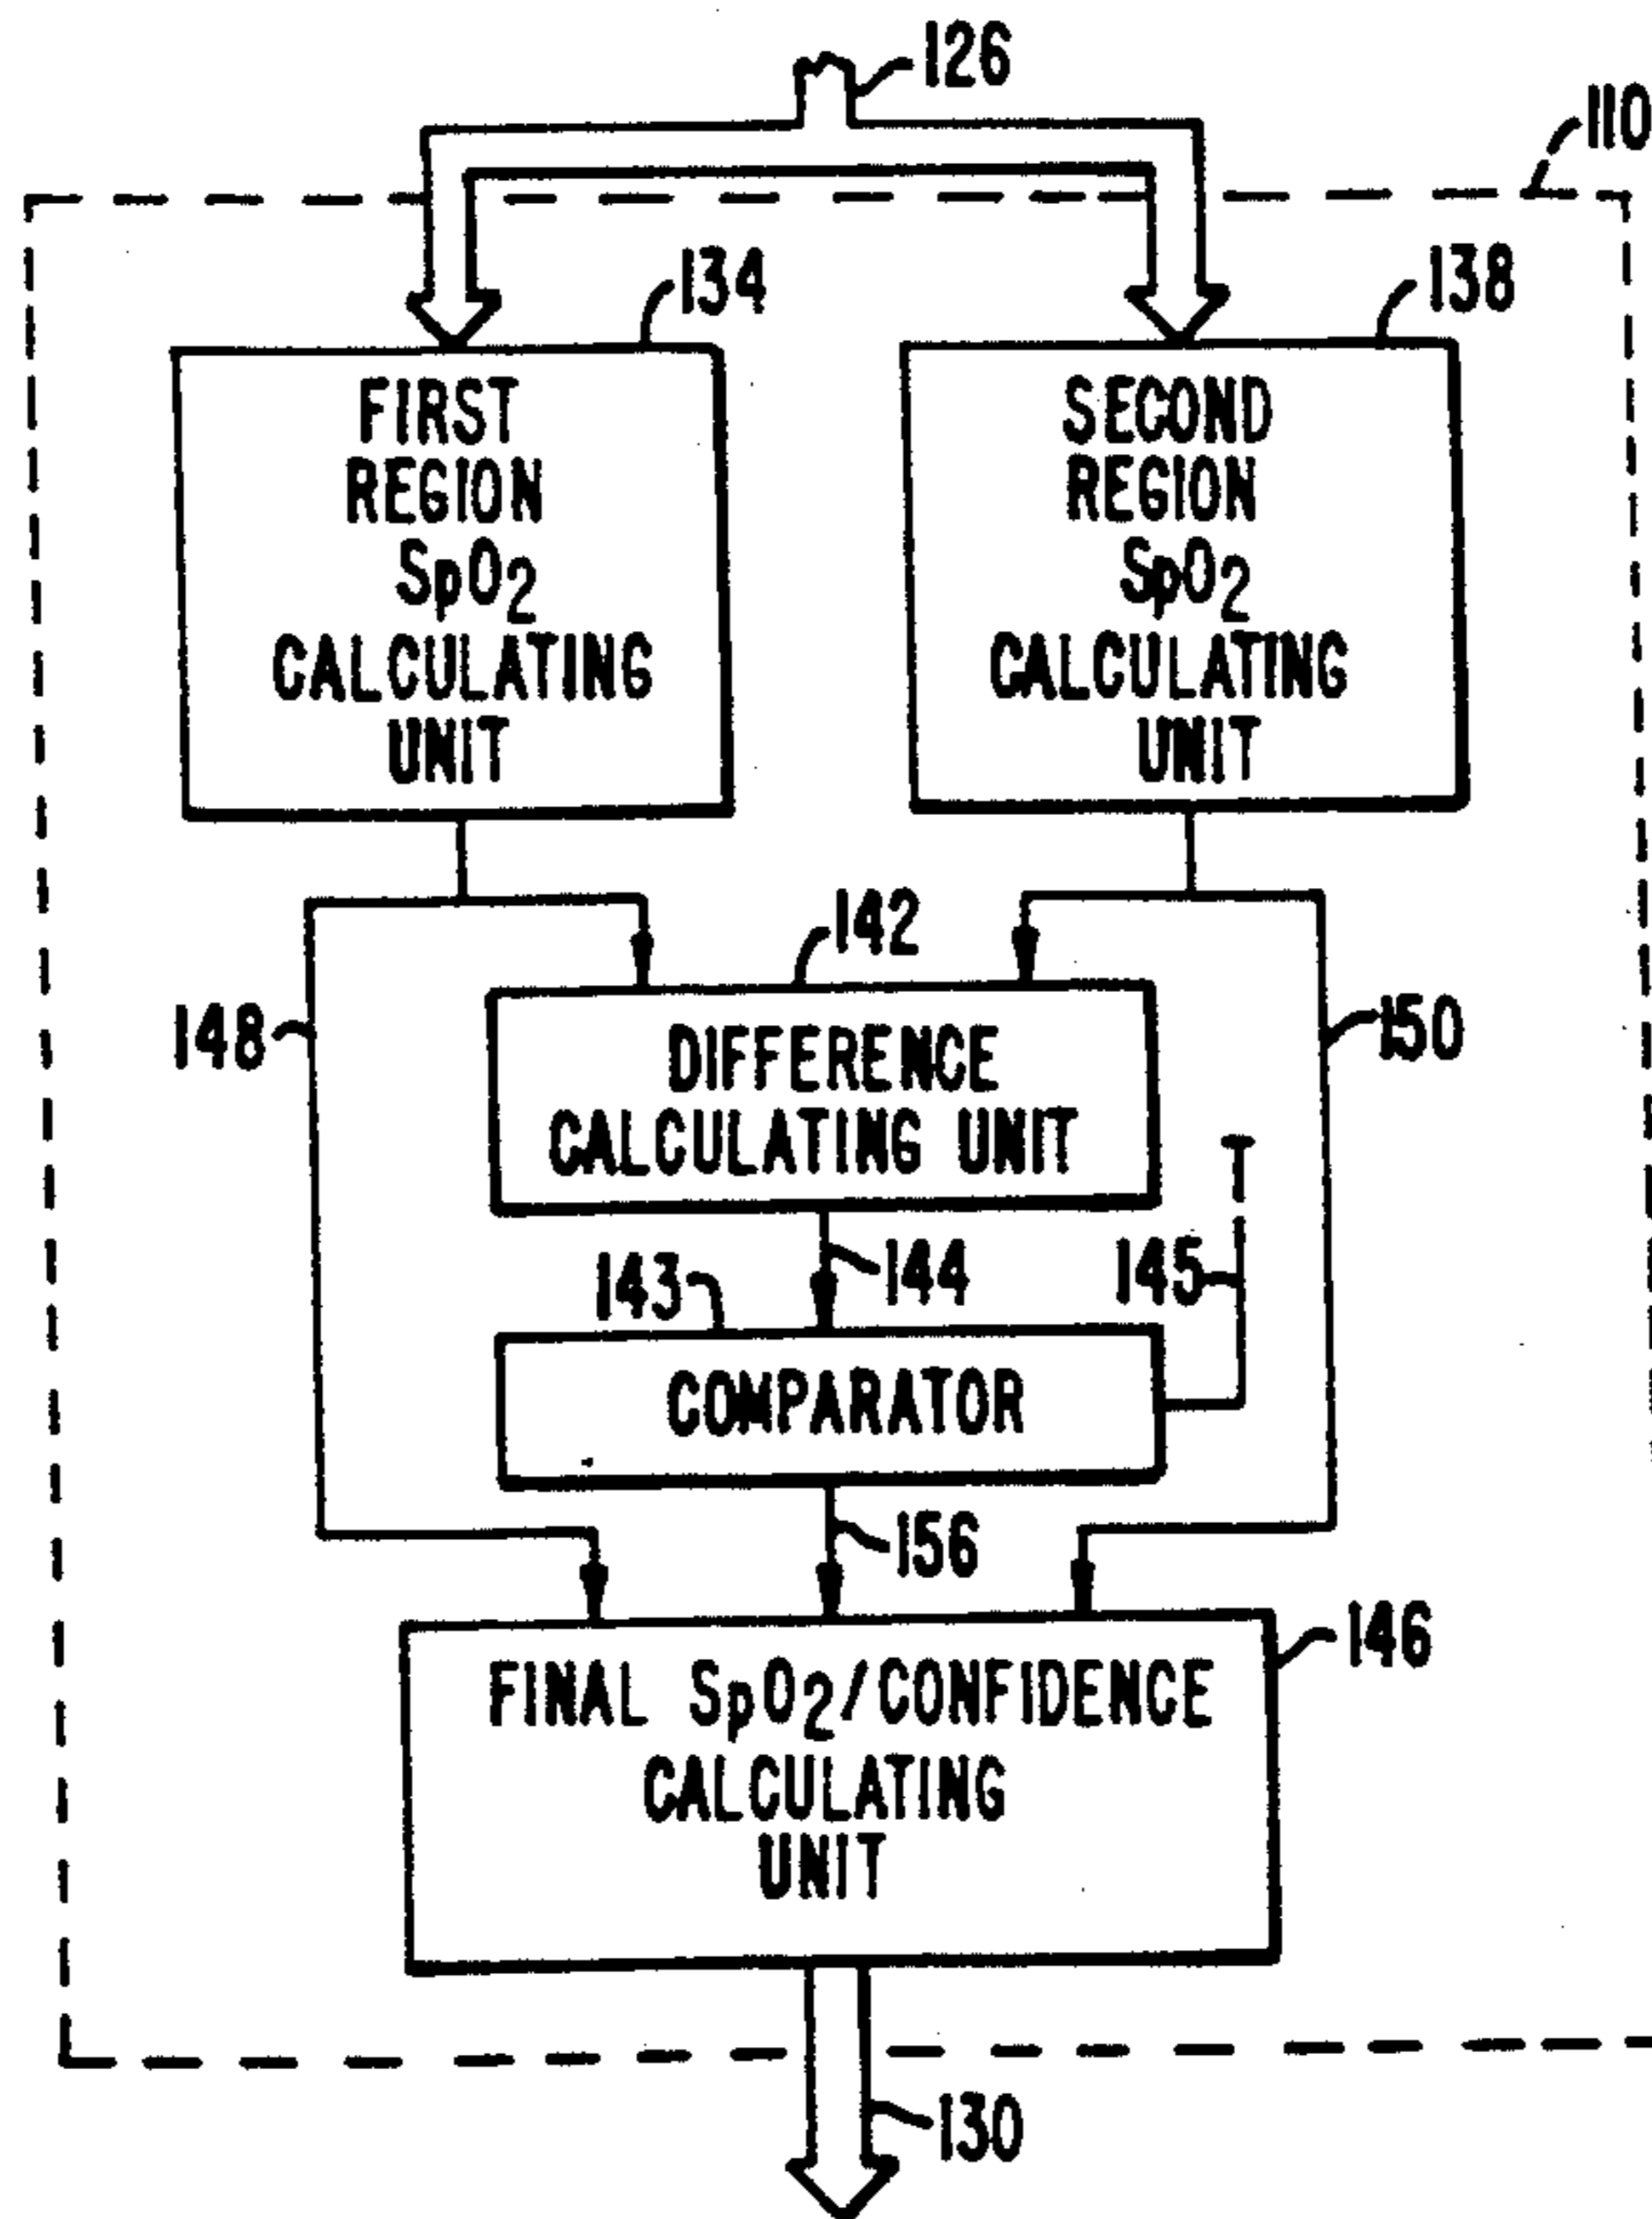 126
110
134
138
FIRST
REGION
SpO2
CALCULATING
UNIT
SECOND
REGION
SpO2
CALCULATING
UNIT
142
148
150
DIFFERENCE
CALCULATING UNIT
T
143
144
145
COMPARATOR
156
146
FINAL SpO2/CONFIDENCE
CALCULATING
UNIT
130